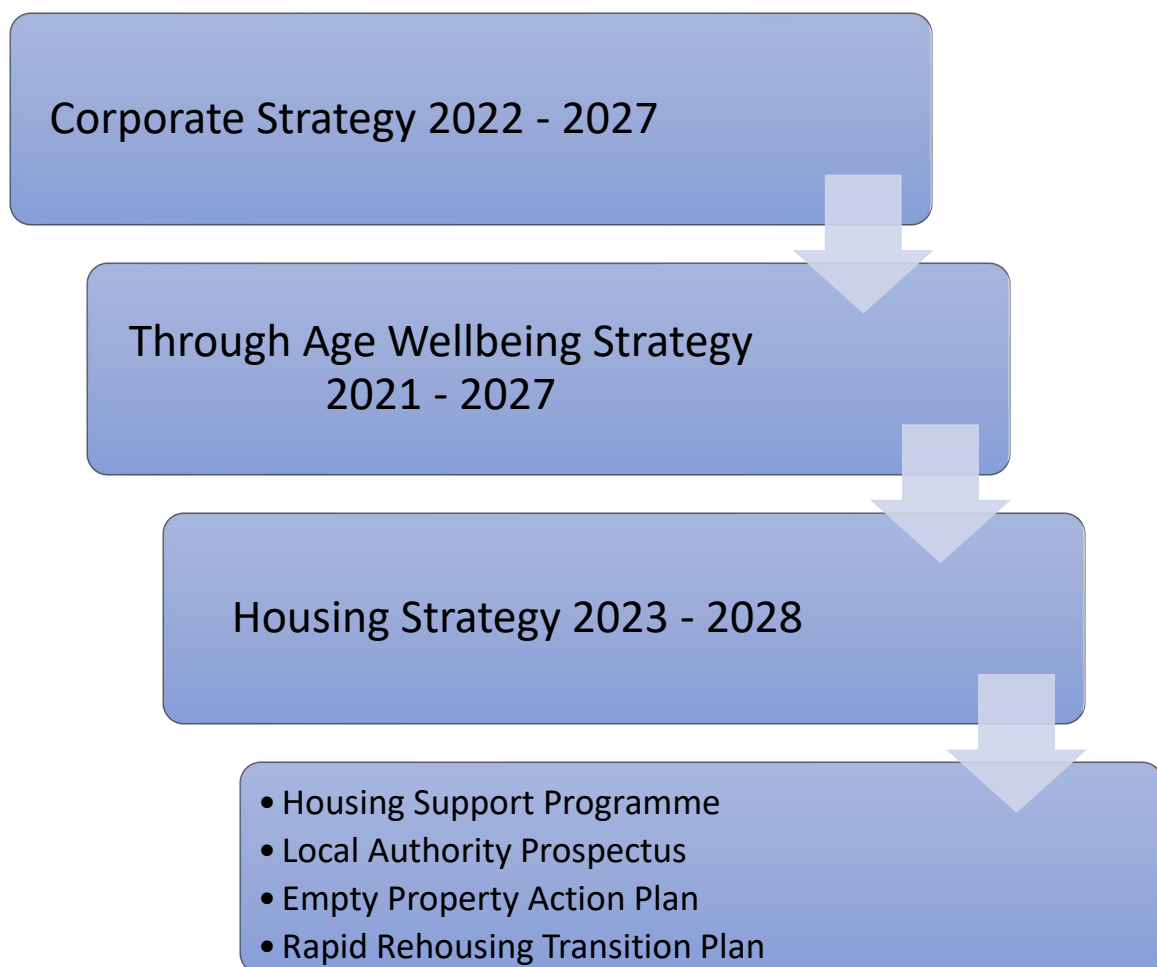 Corporate Strategy 2022 - 2027
Through Age Wellbeing Strategy
2021 - 2027
Housing Strategy 2023 - 2028
• Housing Support Programme
• Local Authority Prospectus
• Empty Property Action Plan
• Rapid Rehousing Transition Plan